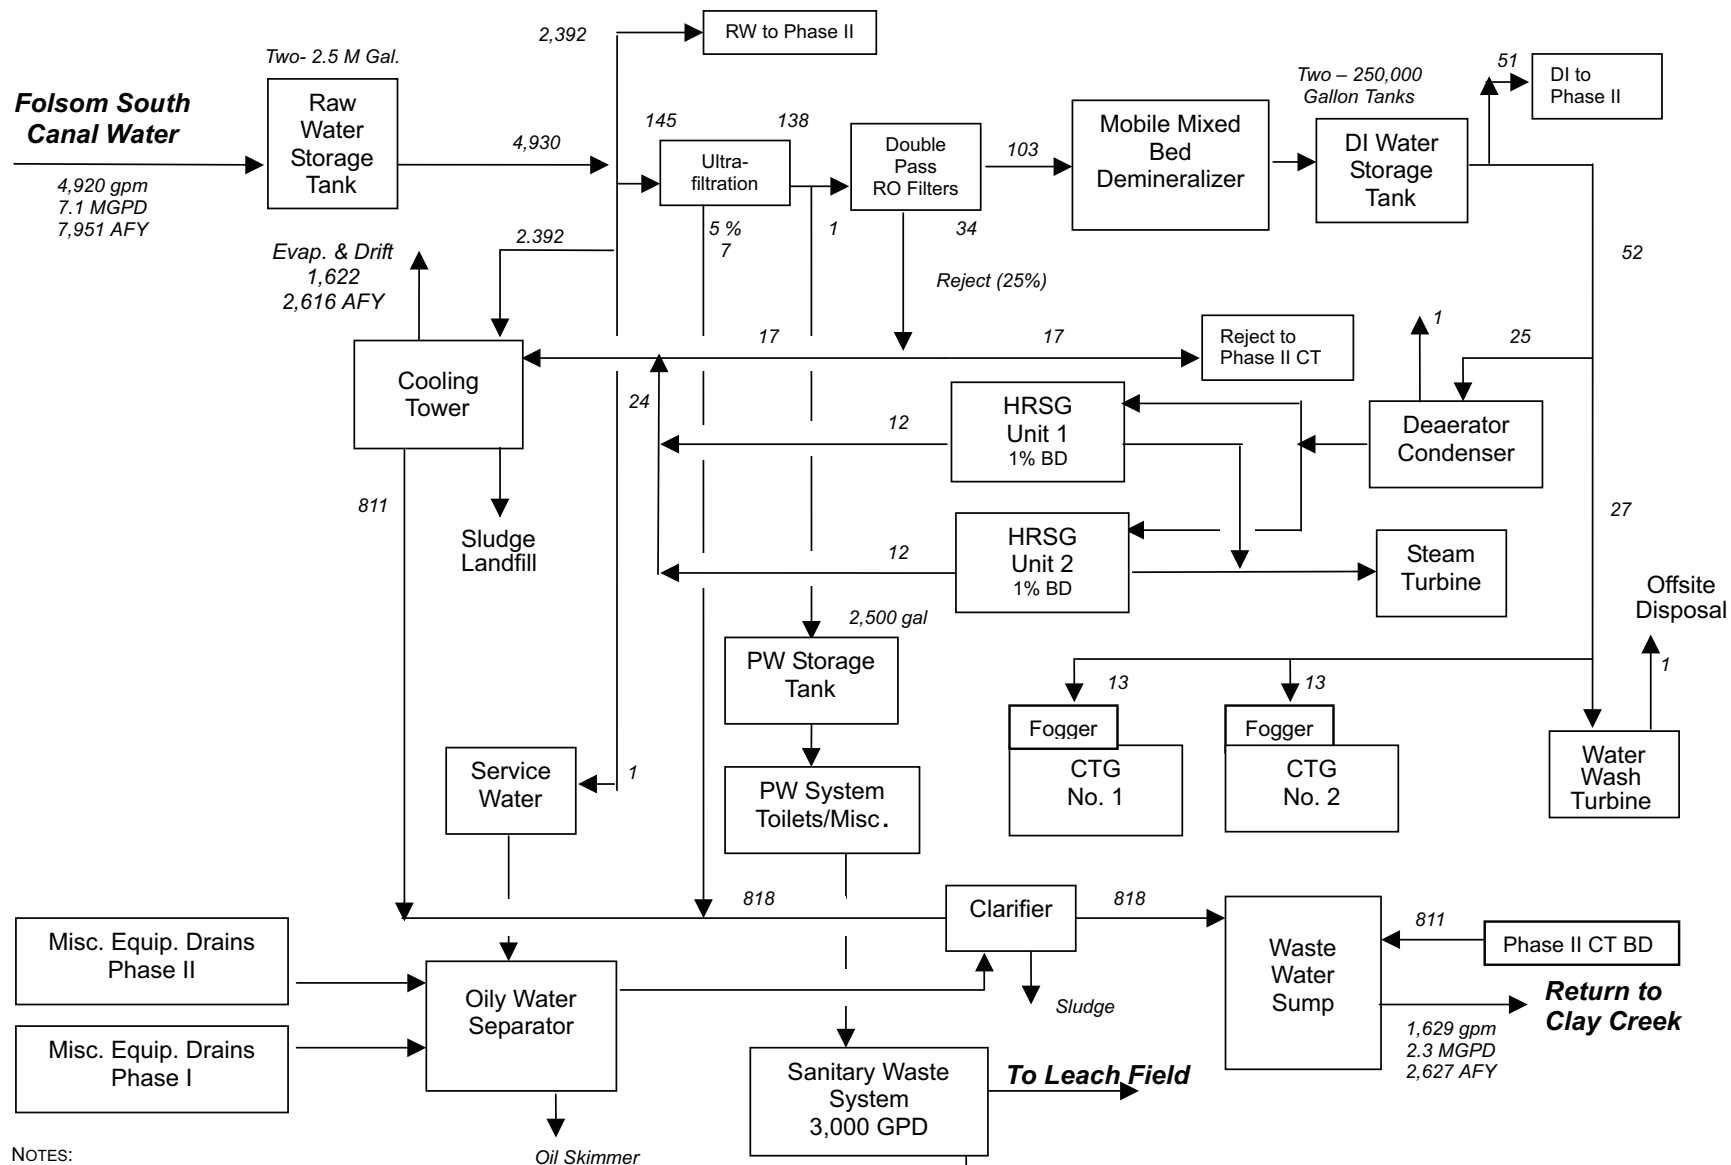 2,392
RW to Phase II
Two- 2.5 M Gal.
Folsom South
Canal Water
4,920 gpm
7.1 MGPD
7,951 AFY
Raw
Water
Storage
Tank
4,930
145
138
Ultra-
filtration
5 %
7
1
Double
Pass
RO Filters
34
103
Mobile Mixed
Bed
Demineralizer
Two – 250,000
Gallon Tanks
DI Water
Storage
Tank
51
DI to
Phase II
52
Evap. & Drift
1,622
2,616 AFY
2.392
Reject (25%)
Cooling
Tower
17
17
Reject to
Phase II CT
1
25
24
12
HRSG
Unit 1
1% BD
Deaerator
Condenser
811
Sludge
Landfill
12
HRSG
Unit 2
1% BD
Steam
Turbine
27
Offsite
Disposal
1
2,500 gal
PW Storage
Tank
13
Fogger
CTG
No. 1
13
Fogger
CTG
No. 2
Water
Wash
Turbine
Service
Water
1
PW System
Toilets/Misc.
818
Clarifier
818
Sludge
Waste
Water
Sump
811
Phase II CT BD
Return to
Clay Creek
1,629 gpm
2.3 MGPD
2,627 AFY
Misc. Equip. Drains
Phase II
Misc. Equip. Drains
Phase I
Oily Water
Separator
Oil Skimmer
Sanitary Waste
System
3,000 GPD
To Leach Field
NOTES: